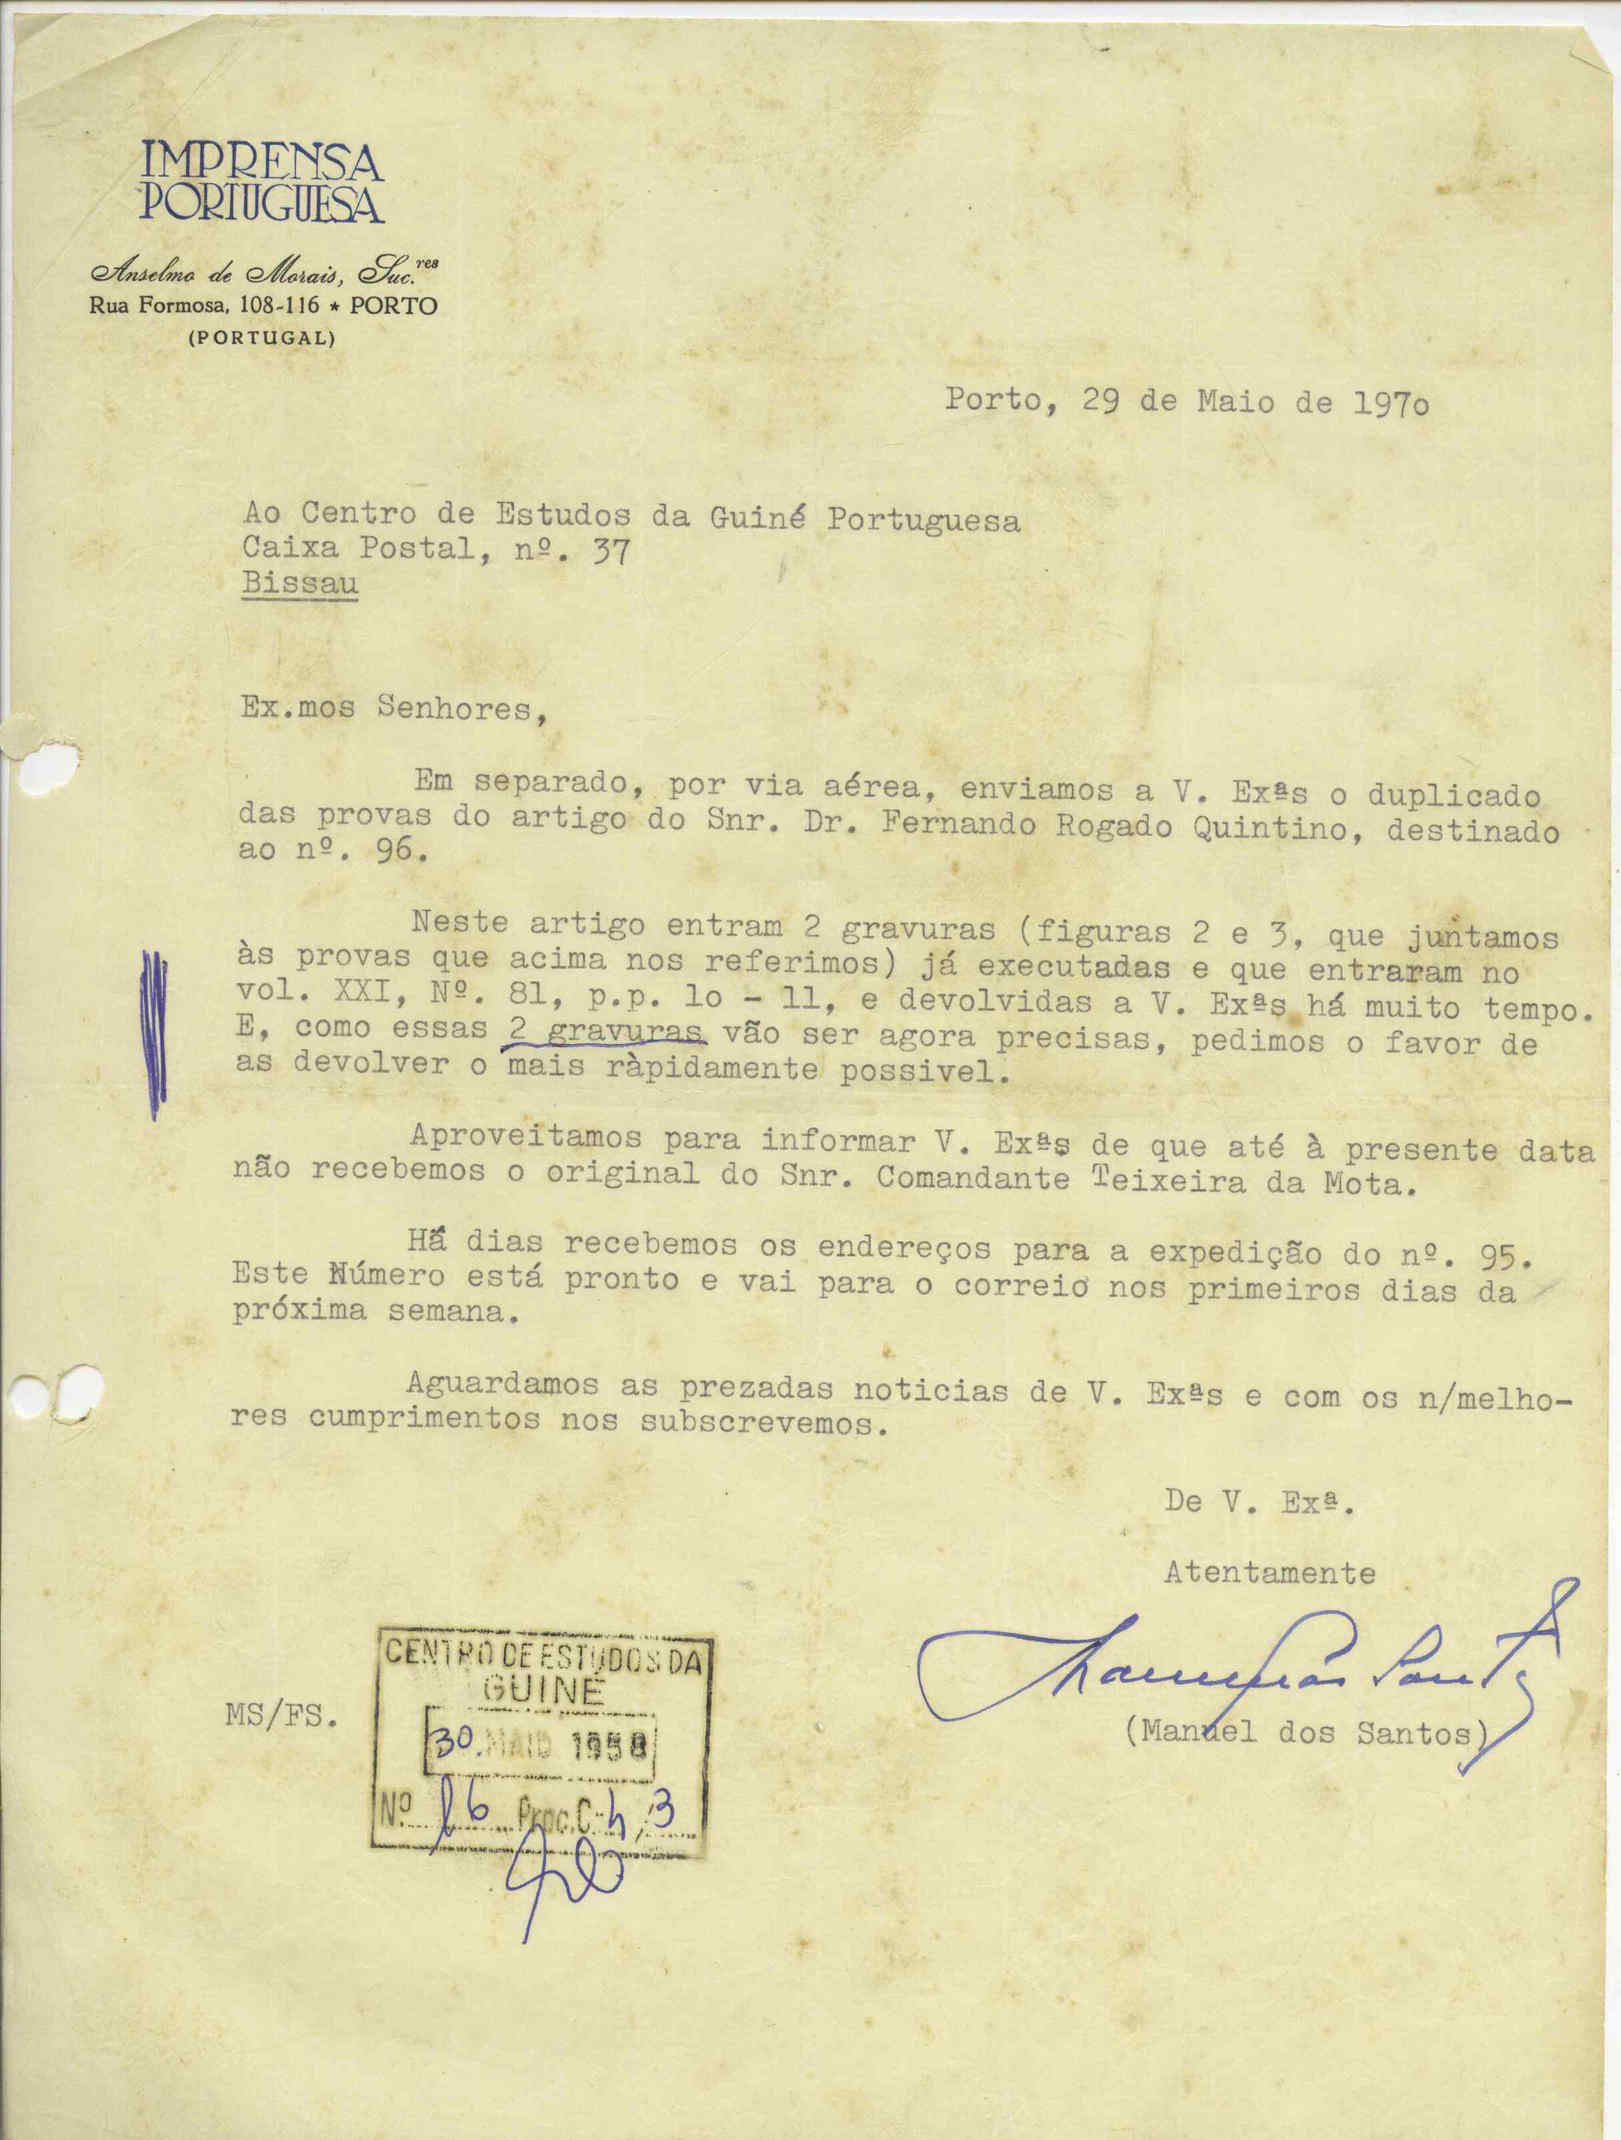 IMPRENSA
PORTUGUESA
Anselmo de Morais, Suc.res
Rua Formosa, 108-116 * PORTO
(PORTUGAL)
Porto, 29 de Maio de 197o
Ao Centro de Estudos da Guiné Portuguesa
Caixa Postal, nº. 37
Bissau
Ex.mos Senhores,
Em separado, por via aérea, enviamos a V. Exªs o duplicado
das provas do artigo do Snr. Dr. Fernando Rogado Quintino, destinado
ao nº. 96.
Neste artigo entram 2 gravuras (figuras 2 e 3, que juntamos
às provas que acima nos referimos) já executadas e que entraram no
vol. XXI, Nº. 81, p.p. lo - 11, e devolvidas a V. Exªs há muito tempo.
E, como essas 2 gravuras vão ser agora precisas, pedimos o favor de
as devolver o mais ràpidamente possivel.
Aproveitamos para informar V. Exªs de que até à presente data
não recebemos o original do Snr. Comandante Teixeira da Mota.
Há dias recebemos os endereços para a expedição do nº. 95.
Este Número está pronto e vai para o correio nos primeiros dias da
próxima semana.
Aguardamos as prezadas noticias de V. Exªs e com os n/melho-
res cumprimentos nos subscrevemos.
De V. Exª.
Atentamente
(Manuel dos Santos)
MS/FS.
CENTRO DE ESTUDOS DA
GUINÉ
30. MAIO 1958
Nº 16 Proc. C-4,3